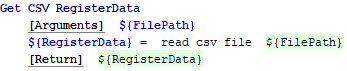 Get CSV RegisterData
[Arguments] ${FilePath}
${RegisterData} = read csv file ${FilePath}
[Return] ${RegisterData}